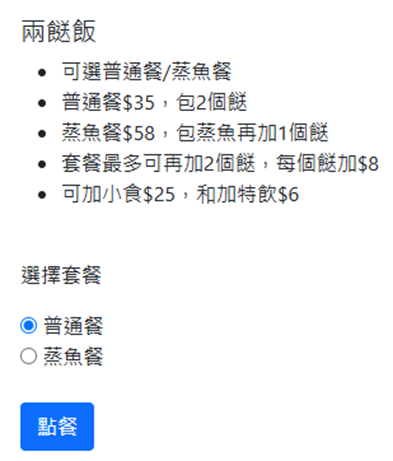 兩餸飯
可選普通餐/蒸魚餐
普通餐$35，包2個餸
蒸魚餐$58，包蒸魚再加1個餸
套餐最多可再加2個餸，每個餸加$8
可加小食$25，和加特飲$6
選擇套餐
普通餐
蒸魚餐
點餐